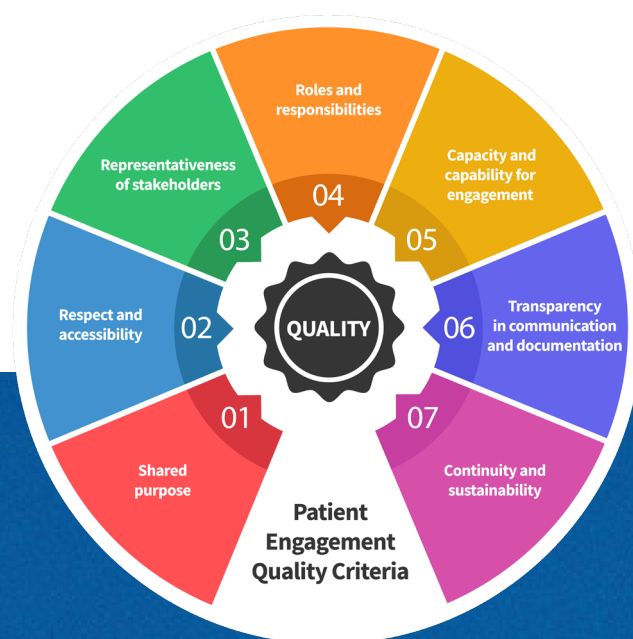 Roles and
responsibilities
04
Representativeness
of stakeholders
03
Capacity and
capability for
engagement
05
Respect and
accessibility
02
QUALITY
06
Transparency
in communication
and documentation
01
Shared
purpose
07
Continuity and
sustainability
Patient
Engagement
Quality Criteria